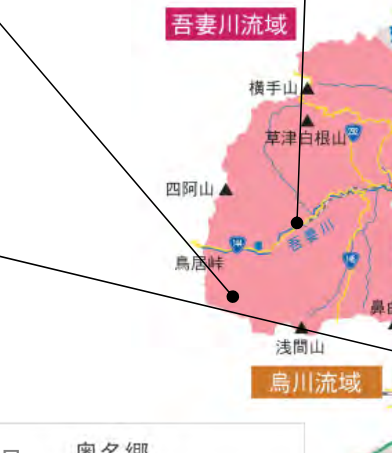 吾妻川流域
横手山
草津白根山
292
四阿山
吾妻川
144
鳥居峠
146
浅間山
烏川流域
奥名郷